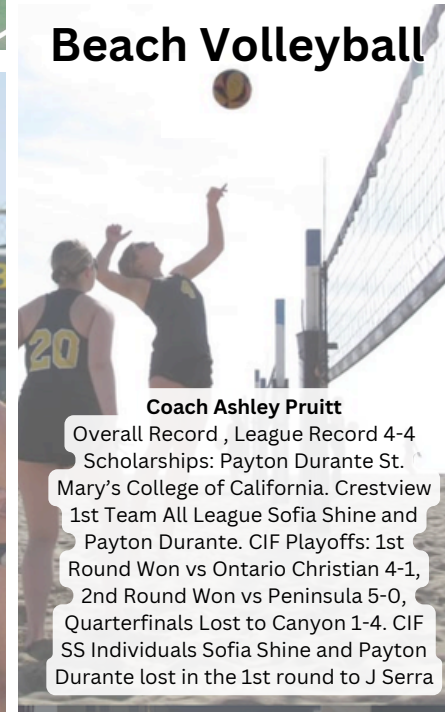 Beach Volleyball
20
Coach Ashley Pruitt
Overall Record , League Record 4-4
Scholarships: Payton Durante St.
Mary’s College of California. Crestview
1st Team All League Sofia Shine and
Payton Durante. CIF Playoffs: 1st
Round Won vs Ontario Christian 4-1,
2nd Round Won vs Peninsula 5-0,
Quarterfinals Lost to Canyon 1-4. CIF
SS Individuals Sofia Shine and Payton
Durante lost in the 1st round to J Serra